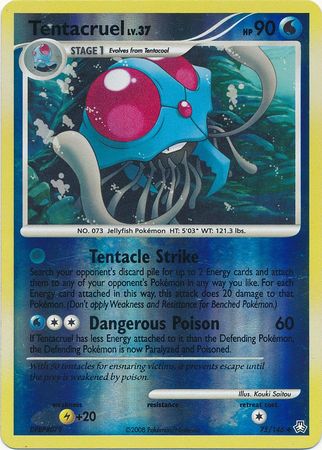 Tentacruel LV.37 HP 90
STAGE 1 Evolves from Tentacool
NO. 073 Jellyfish Pokémon HT: 5'03" WT: 121.3 lbs.
Tentacle Strike
Search your opponent's discard pile for up to 2 Energy cards and attach
them to any of your opponent's Pokémon in any way you like. For each
Energy attached in this way, this attack does 20 damage to that
Pokémon. (Don't apply Weakness and Resistance for Benched Pokémon.)
Dangerous Poison 60
If Tentacruel has less Energy attached to it than the Defending Pokémon,
the Defending Pokémon is now Paralyzed and Poisoned.
With 80 tentacles for ensnaring victims, it prevents escape until
the prey is weakened by poison.
Illus. Kouki Saitou
weakness resistance retreat cost
+20
©2008 Pokémon/Nintendo
/146